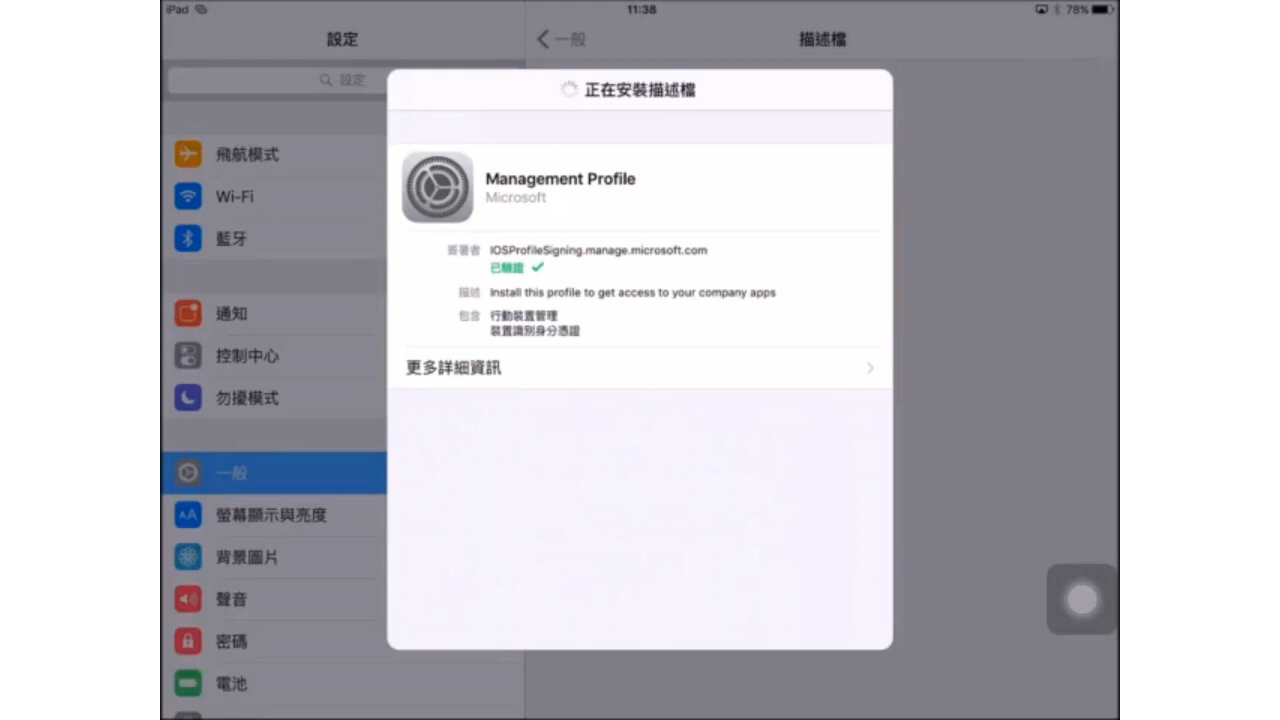 iPad
11:38
78%
設定
一般
描述檔
設定
正在安裝描述檔
飛航模式
Wi-Fi
藍牙
通知
控制中心
勿擾模式
一般
螢幕顯示與亮度
AA
背景圖片
聲音
密碼
電池
Management Profile
Microsoft
簽署者 IOSProfileSigning.manage.microsoft.com
已驗證
描述 Install this profile to get access to your company apps
包含 行動裝置管理
裝置識別身分憑證
更多詳細資訊